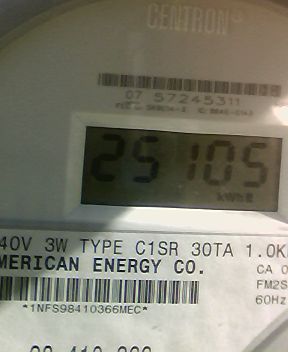 CENTRON
07 57245311
25105
kWh
40V 3W TYPE C1SR 30TA 1.0K
MERICAN ENERGY CO.
CA 0
FM2S
60Hz
*1NFS98410366MEC*